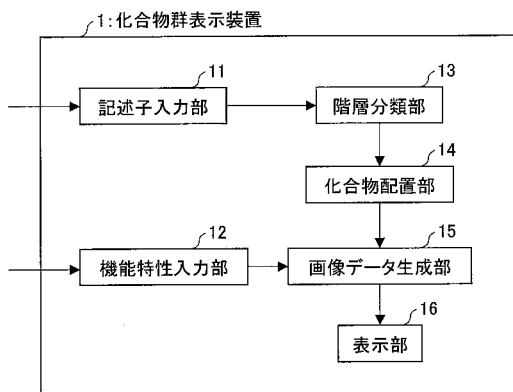 1:化合物群表示装置
11
記述子入力部
13
階層分類部
14
化合物配置部
12
機能特性入力部
15
画像データ生成部
16
表示部